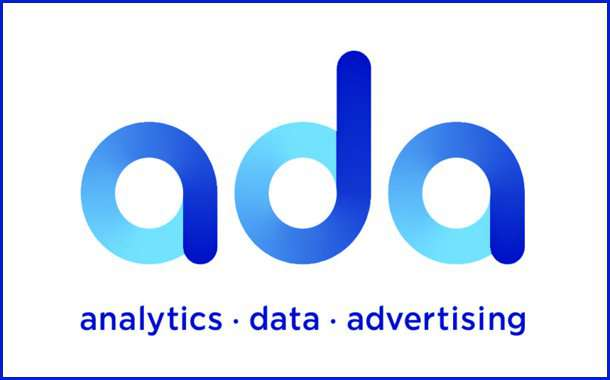 ada
analytics · data · advertising